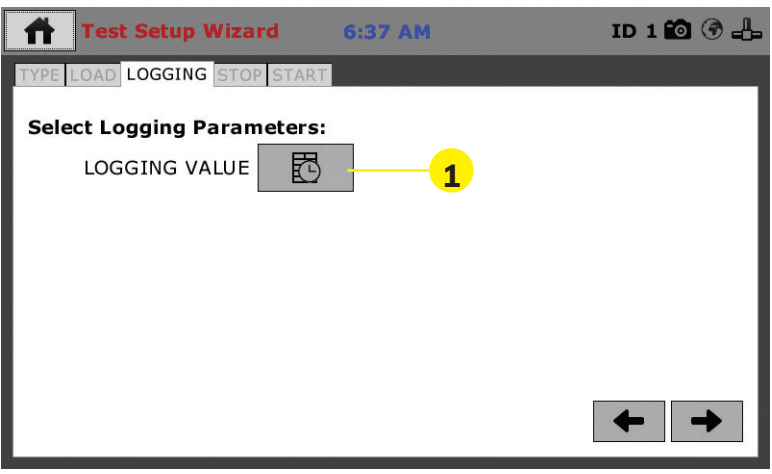 Test Setup Wizard 6:37 AM ID 1
TYPE LOAD LOGGING STOP START
Select Logging Parameters:
LOGGING VALUE 1